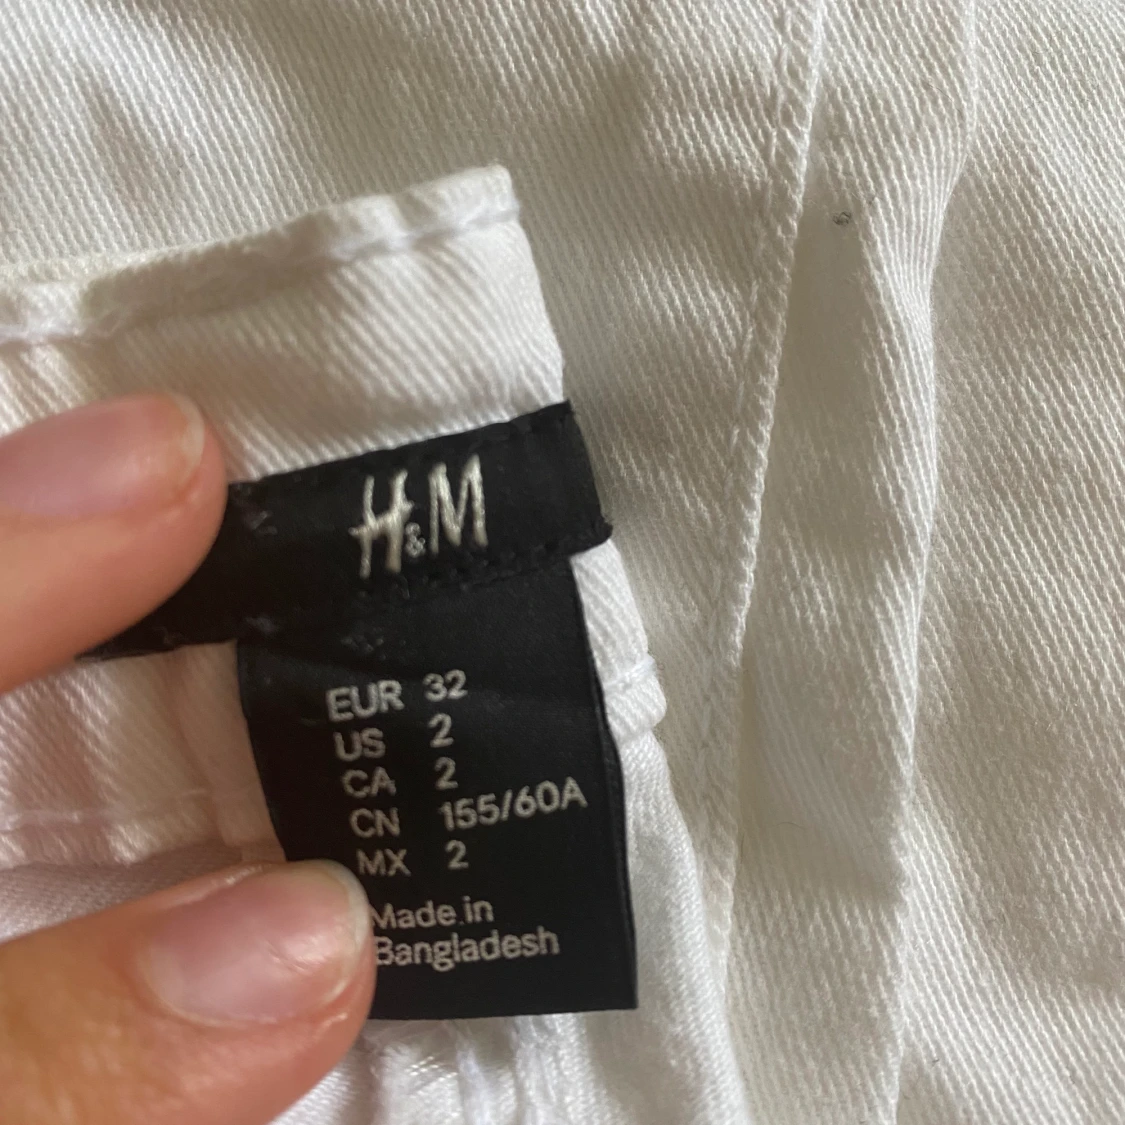 H&M
EUR 32
US 2
CA 2
CN 155/60A
MX 2
Made in
Bangladesh